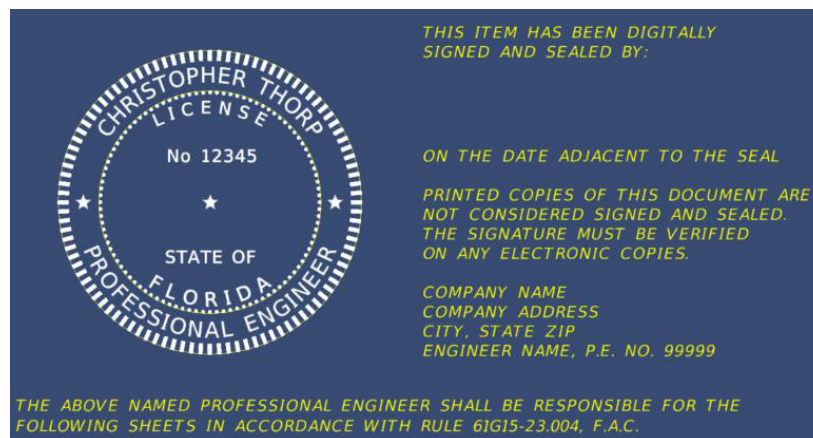 CHRISTOPHER THORP
LICENSE
No 12345
STATE OF
FLORIDA
PROFESSIONAL ENGINEER
THIS ITEM HAS BEEN DIGITALLY
SIGNED AND SEALED BY:
ON THE DATE ADJACENT TO THE SEAL
PRINTED COPIES OF THIS DOCUMENT ARE
NOT CONSIDERED SIGNED AND SEALED.
THE SIGNATURE MUST BE VERIFIED
ON ANY ELECTRONIC COPIES.
COMPANY NAME
COMPANY ADDRESS
CITY, STATE ZIP
ENGINEER NAME, P.E. NO. 99999
THE ABOVE NAMED PROFESSIONAL ENGINEER SHALL BE RESPONSIBLE FOR THE
FOLLOWING SHEETS IN ACCORDANCE WITH RULE 61G15-23.004, F.A.C.